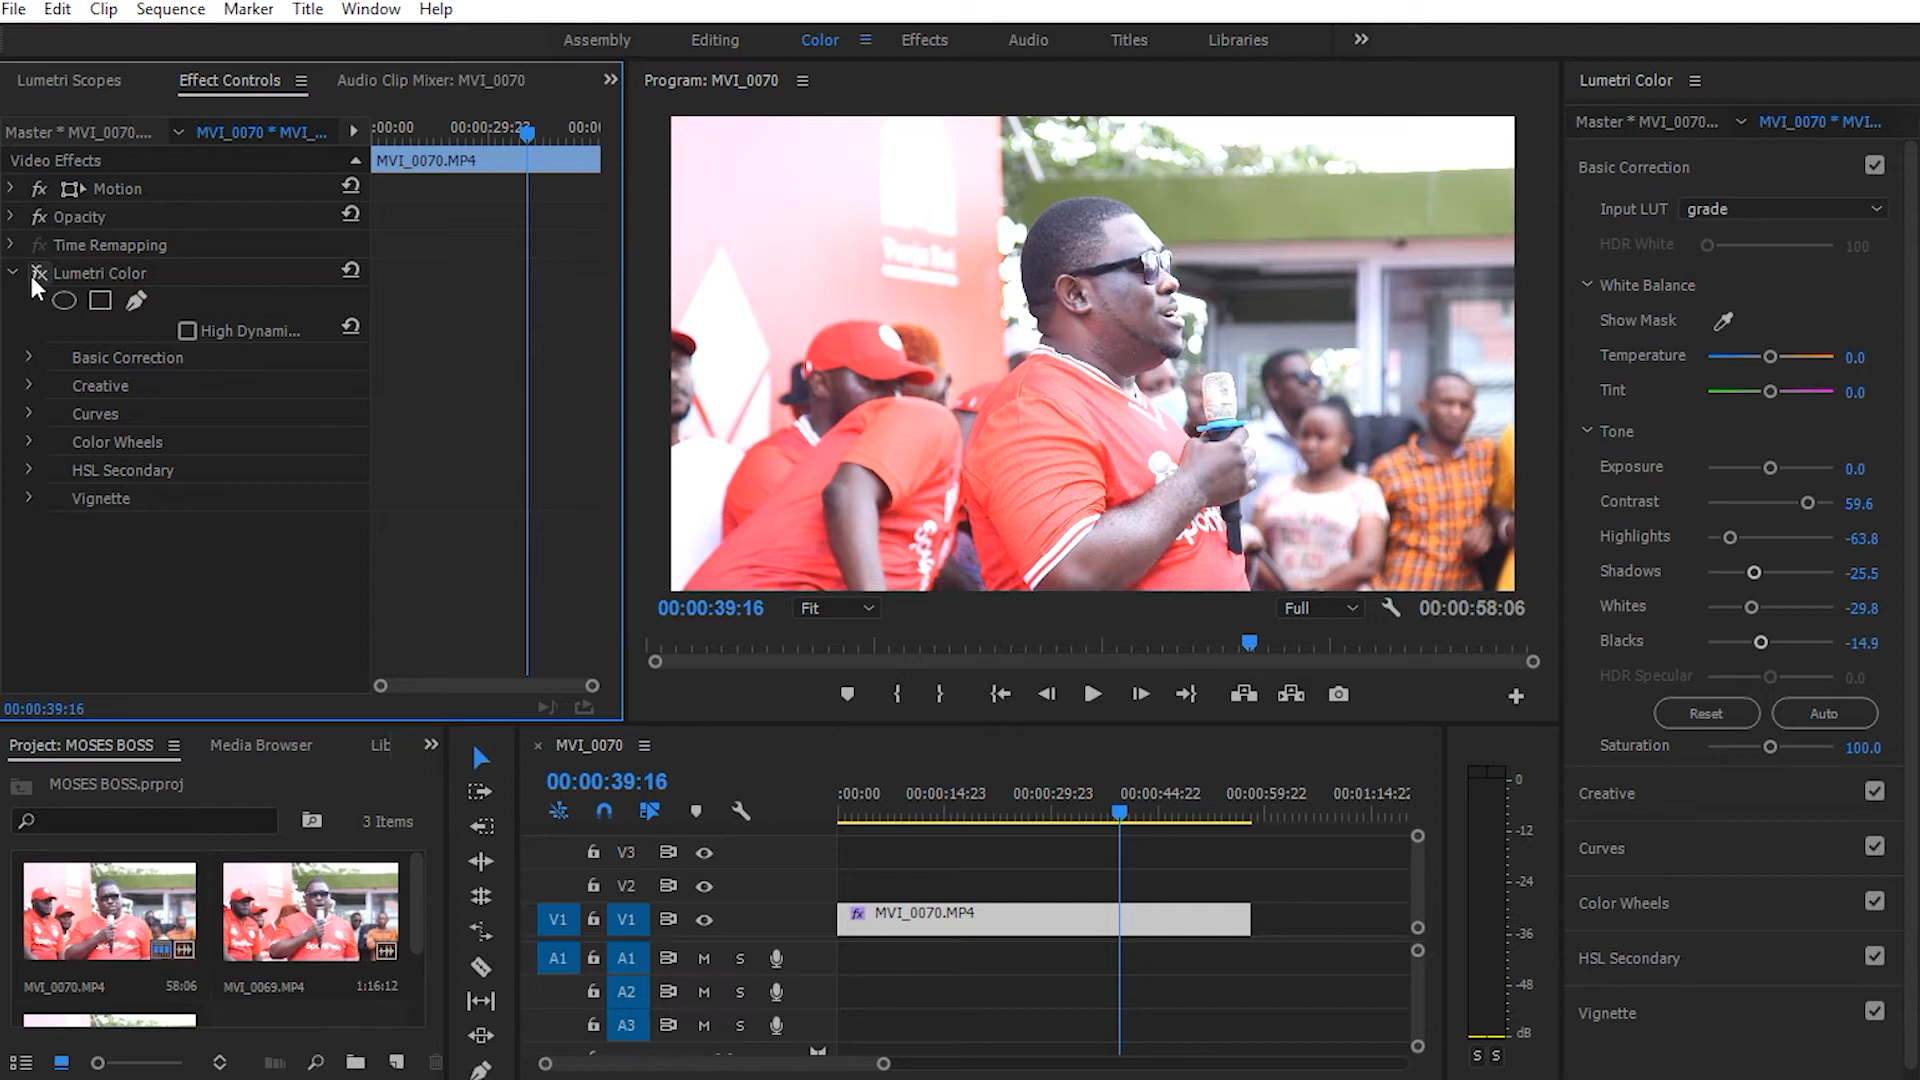 File Edit Clip Sequence Marker Title Window Help
Assembly Editing Color Effects Audio Titles Libraries
Lumetri Scopes Effect Controls Audio Clip Mixer: MVI_0070
Master * MVI_0070.... MVI_0070 * MVI_...
:00:00 00:00:29:23 00:0
Video Effects
MVI_0070.MP4
fx Motion
fx Opacity
fx Time Remapping
fx Lumetri Color
High Dynami...
Basic Correction
Creative
Curves
Color Wheels
HSL Secondary
Vignette
00:00:39:16
Program: MVI_0070
00:00:39:16 Fit Full 00:00:58:06
Lumetri Color
Master * MVI_0070... MVI_0070 * MVI...
Basic Correction
Input LUT grade
HDR White 100
White Balance
Show Mask
Temperature 0.0
Tint 0.0
Tone
Exposure 0.0
Contrast 59.6
Highlights -63.8
Shadows -25.5
Whites -29.8
Blacks -14.9
HDR Specular 0.0
Reset Auto
Saturation 100.0
Creative
Curves
Color Wheels
HSL Secondary
Vignette
Project: MOSES BOSS Media Browser Lib
MOSES BOSS.prproj
3 Items
MVI_0070.MP4 58:06
MVI_0069.MP4 1:16:12
MVI_0070
00:00:39:16
:00:00 00:00:14:23 00:00:29:23 00:00:44:22 00:00:59:22 00:01:14:22
V3
V2
V1 V1
fx MVI_0070.MP4
A1 A1 M S
A2 M S
A3 M S
0
-12
-24
-36
-48
dB
S S